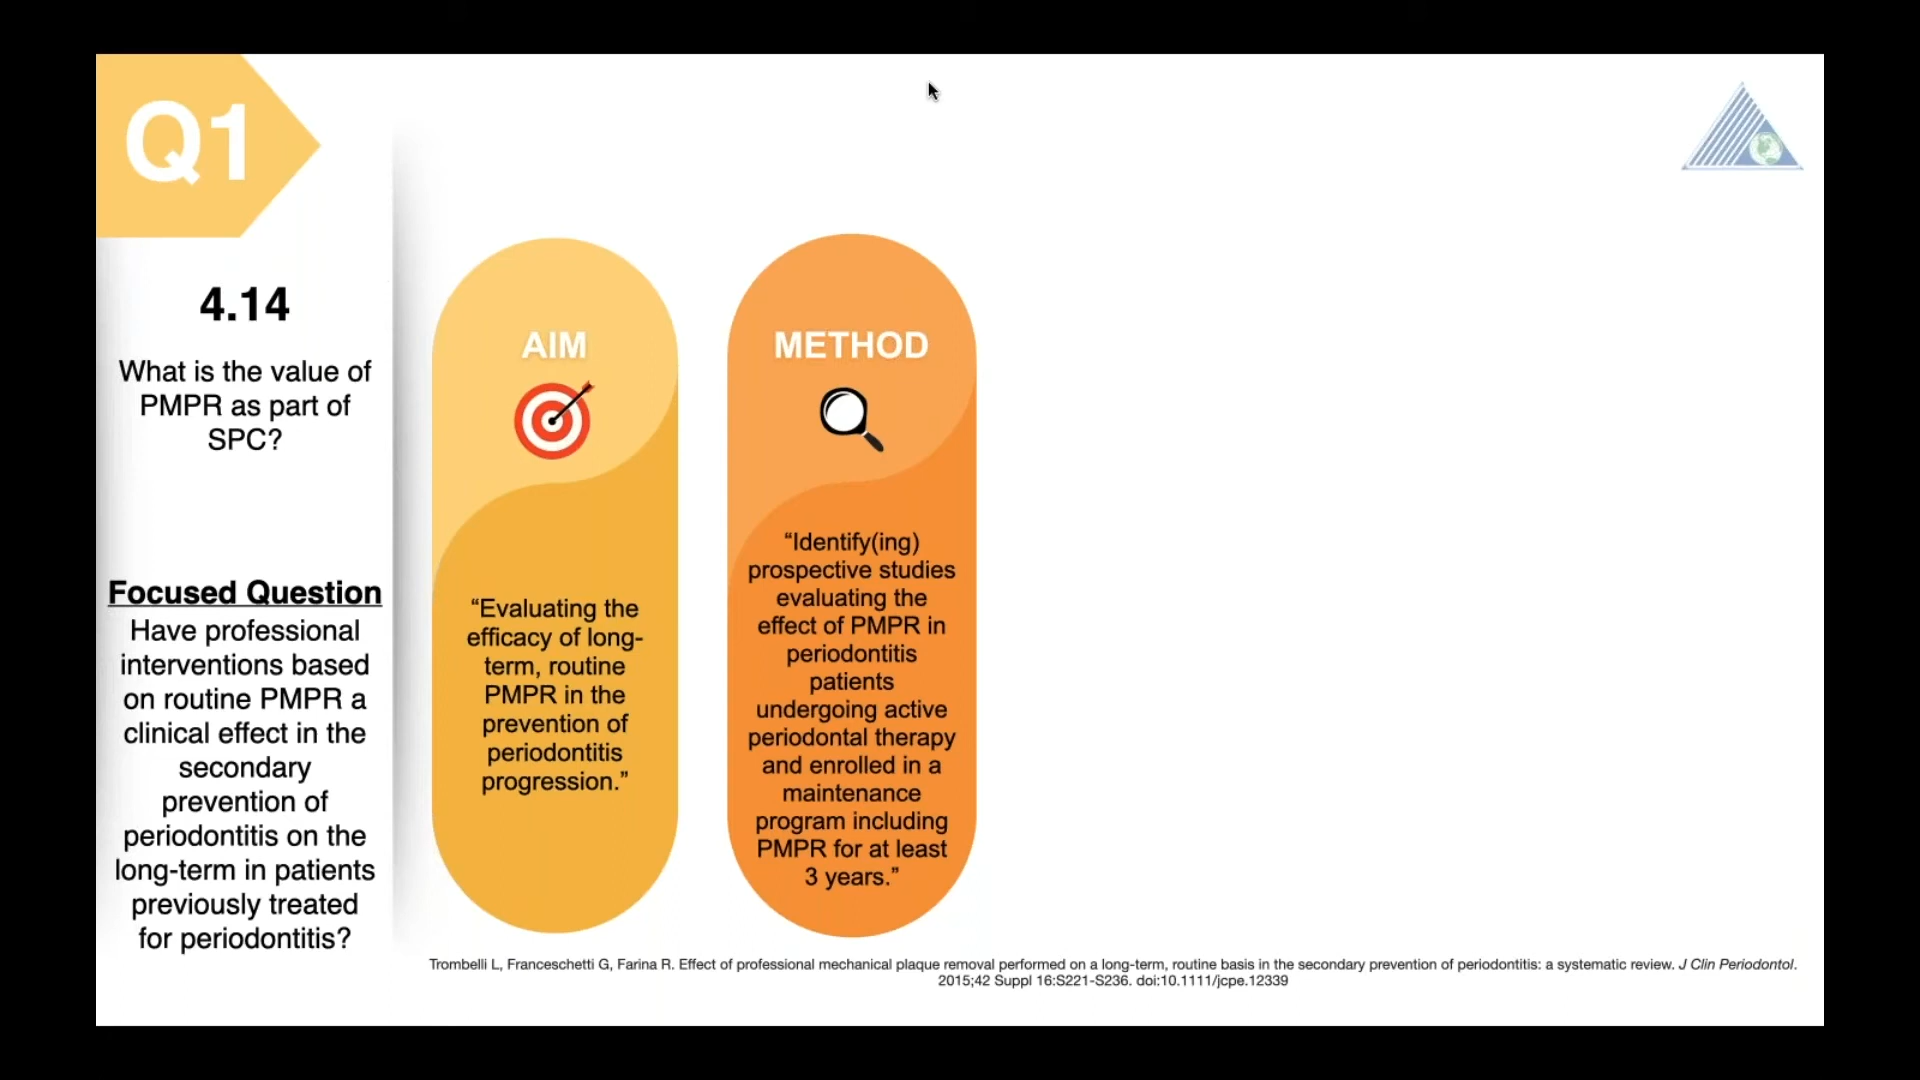 Q1
4.14
What is the value of
PMPR as part of
SPC?
Focused Question
Have professional
interventions based
on routine PMPR a
clinical effect in the
secondary
prevention of
periodontitis on the
long-term in patients
previously treated
for periodontitis?
AIM
“Evaluating the
efficacy of long-
term, routine
PMPR in the
prevention of
periodontitis
progression.”
METHOD
“Identify(ing)
prospective studies
evaluating the
effect of PMPR in
periodontitis
patients
undergoing active
periodontal therapy
and enrolled in a
maintenance
program including
PMPR for at least
3 years.”
Trombelli L, Franceschetti G, Farina R. Effect of professional mechanical plaque removal performed on a long-term, routine basis in the secondary prevention of periodontitis: a systematic review. J Clin Periodontol.
2015;42 Suppl 16:S221-S236. doi:10.1111/jcpe.12339